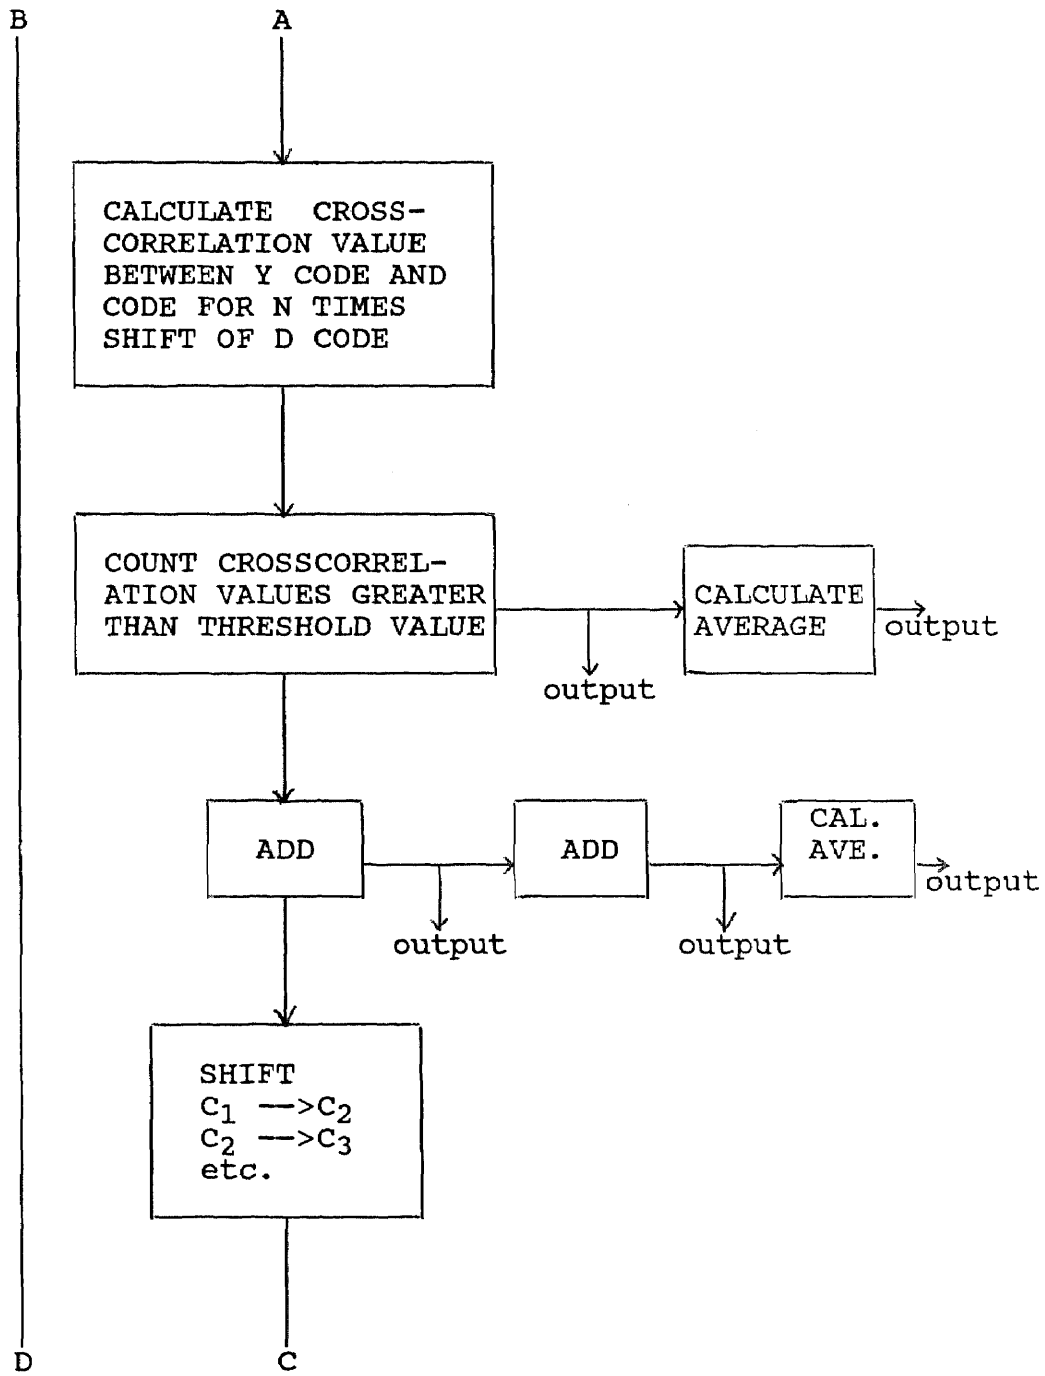 B
A
CALCULATE CROSS-
CORRELATION VALUE
BETWEEN Y CODE AND
CODE FOR N TIMES
SHIFT OF D CODE
COUNT CROSSCORREL-
ATION VALUES GREATER
THAN THRESHOLD VALUE
output
CALCULATE
AVERAGE
output
ADD
output
ADD
output
CAL.
AVE.
output
SHIFT
C1 —>C2
C2 —>C3
etc.
D
C